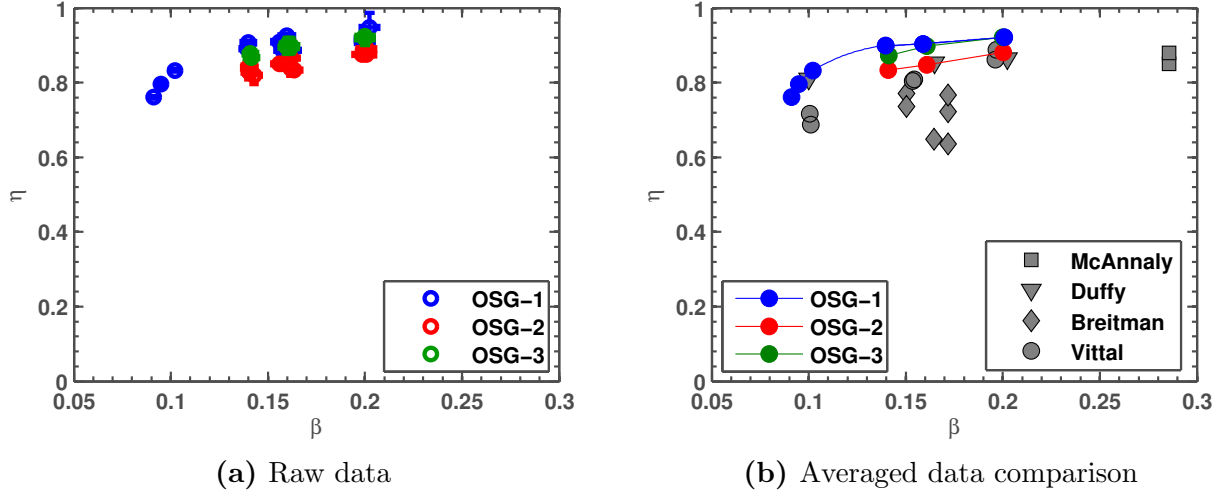 1
0.8
0.6
0.4
0.2
0
η
0.05 0.1 0.15 0.2 0.25 0.3
β
OSG-1
OSG-2
OSG-3
(a) Raw data
1
0.8
0.6
0.4
0.2
0
η
0.05 0.1 0.15 0.2 0.25 0.3
β
OSG-1
OSG-2
OSG-3
McAnnaly
Duffy
Breitman
Vittal
(b) Averaged data comparison